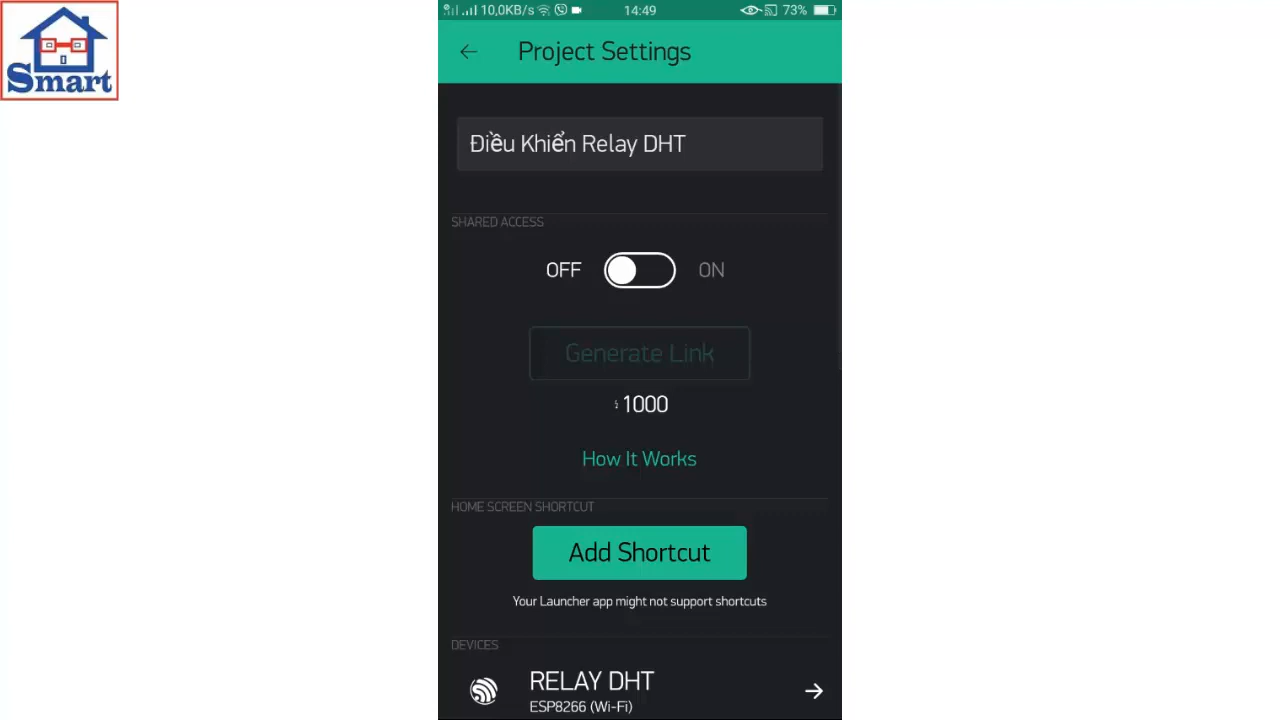 Smart
10,0KB/s 14:49 73%
Project Settings
Điều Khiển Relay DHT
SHARED ACCESS
OFF ON
Generate Link
1000
How It Works
HOME SCREEN SHORTCUT
Add Shortcut
Your Launcher app might not support shortcuts
DEVICES
RELAY DHT
ESP8266 (Wi-Fi)